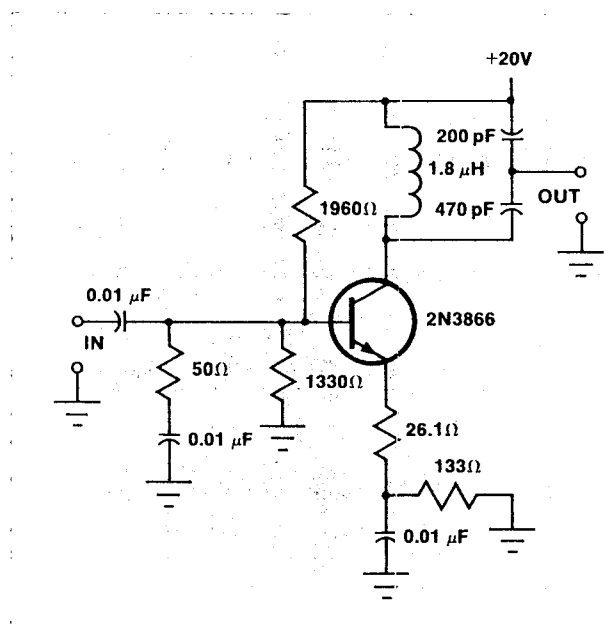 +20V
200 pF
1.8 μH
OUT
470 pF
1960Ω
0.01 μF
IN
2N3866
50Ω
1330Ω
0.01 μF
26.1Ω
133Ω
0.01 μF